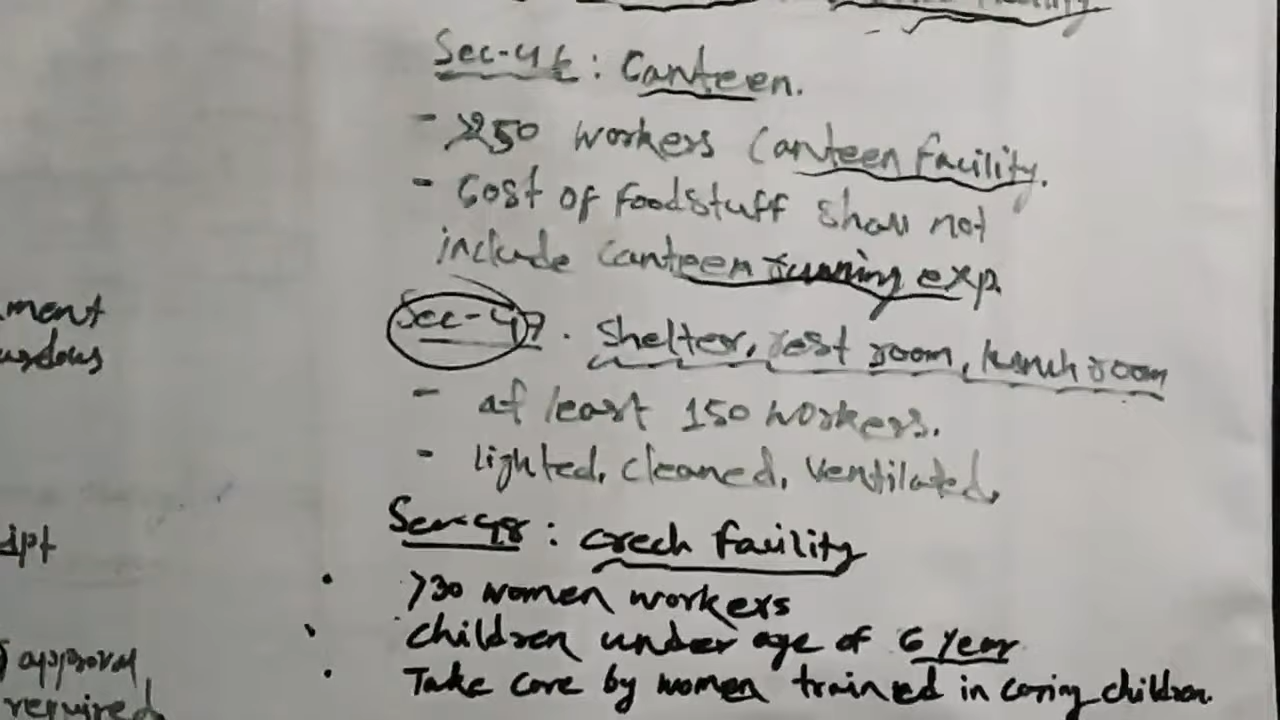 Sec-46 : Canteen.
- >250 workers Canteen Facility.
- Cost of Foodstuff shall not
include Canteen running exp.
Sec-47. Shelter, rest room, lunch room
- at least 150 workers.
- lighted, cleaned, ventilated.
Sec-48 : Crech Facility
• >30 women workers
• children under age of 6 Year
• Take care by women trained in caring children.
ment
dpt
approval
required